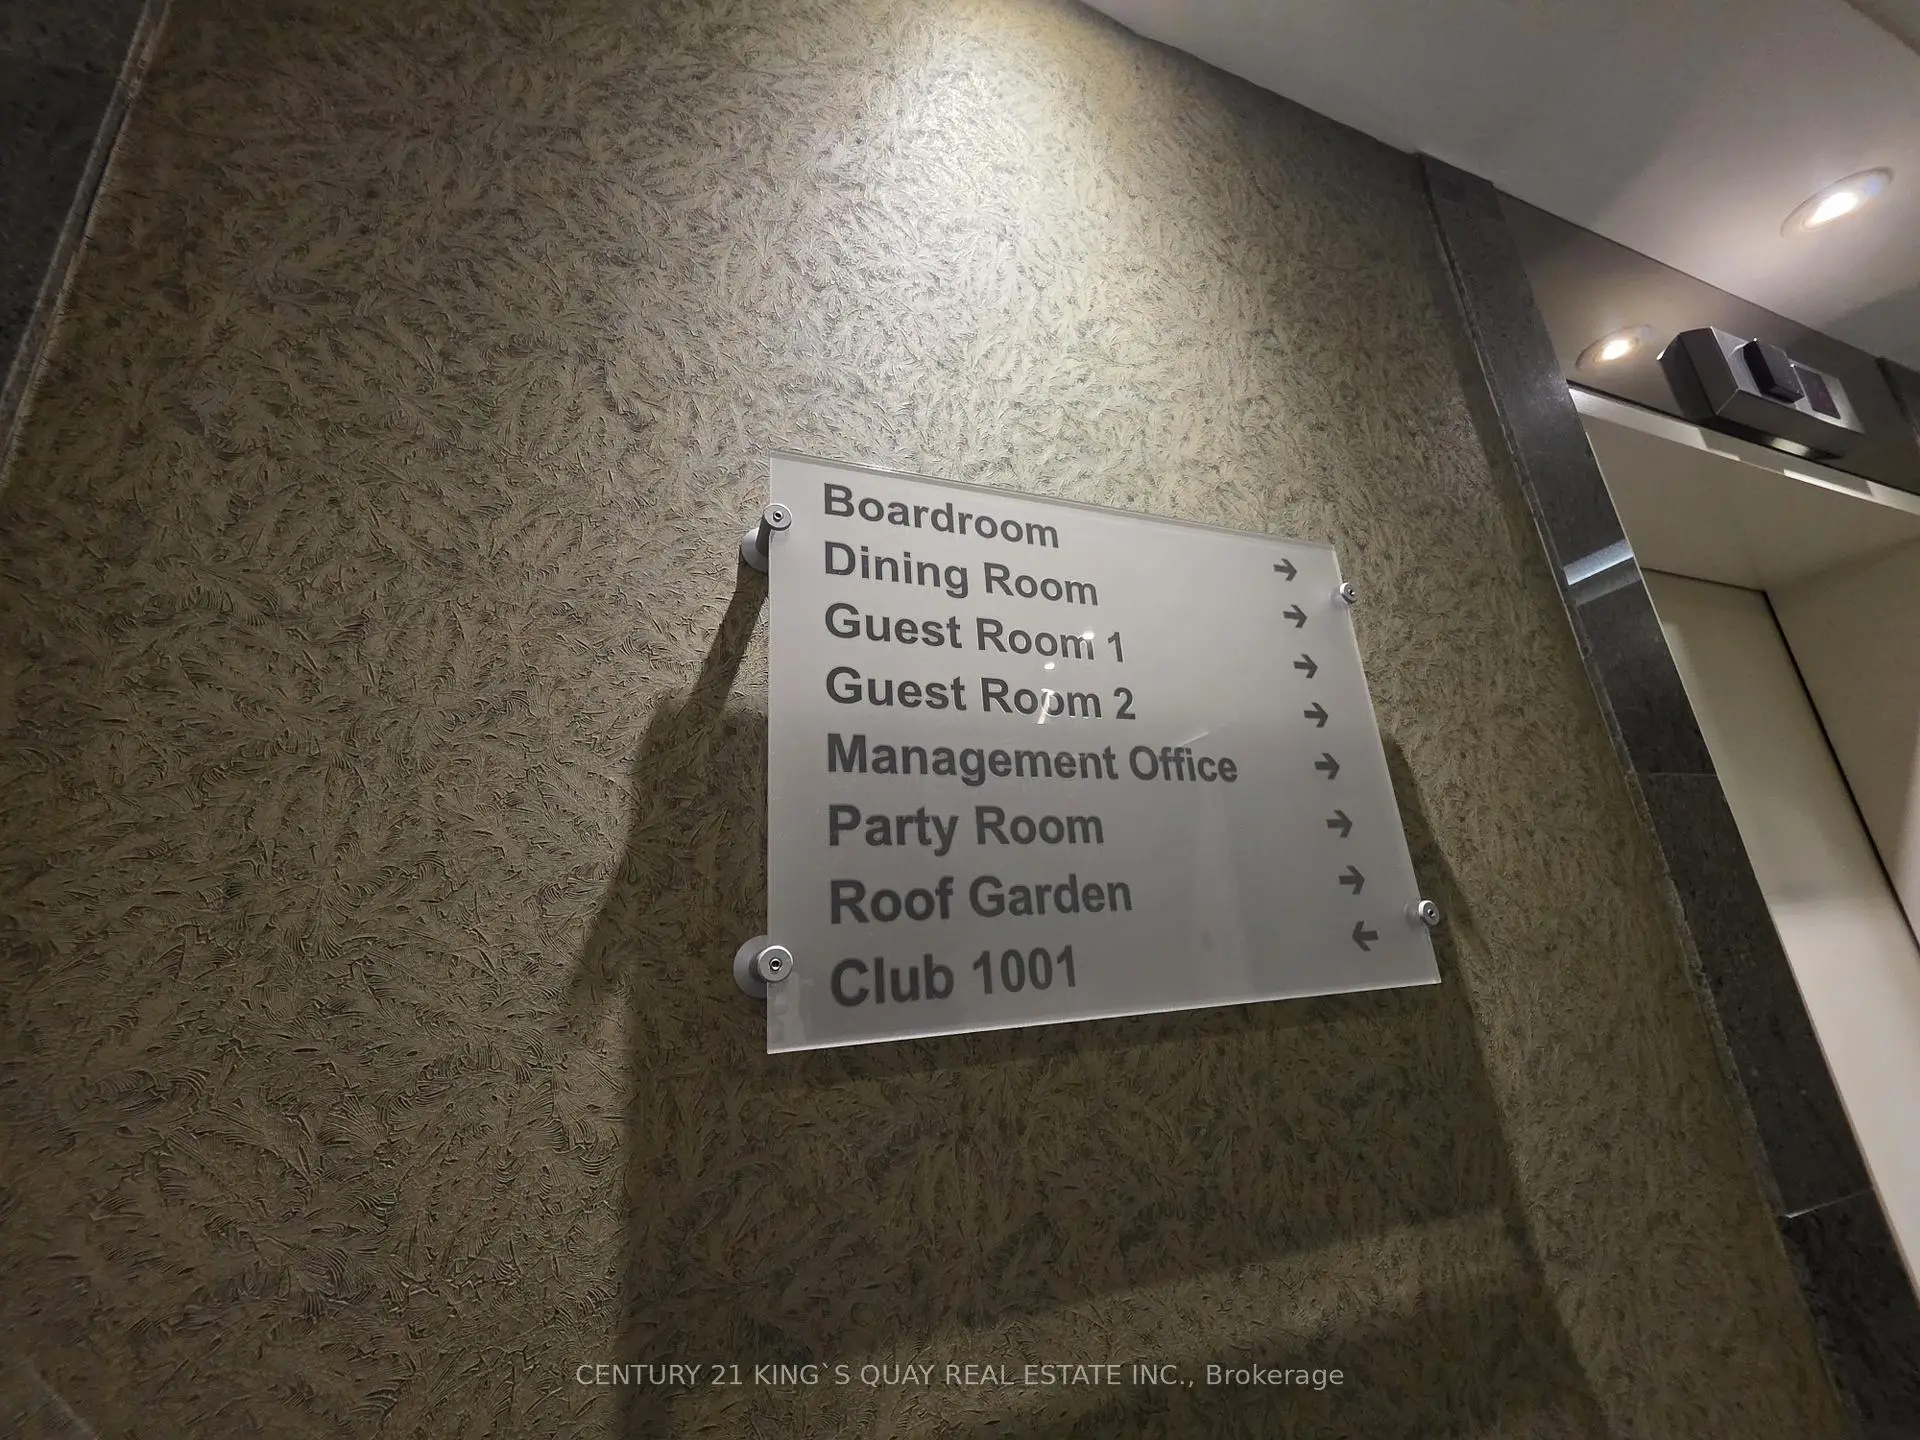 Boardroom →
Dining Room →
Guest Room 1 →
Guest Room 2 →
Management Office →
Party Room →
Roof Garden →
Club 1001 ←
CENTURY 21 KING`S QUAY REAL ESTATE INC., Brokerage